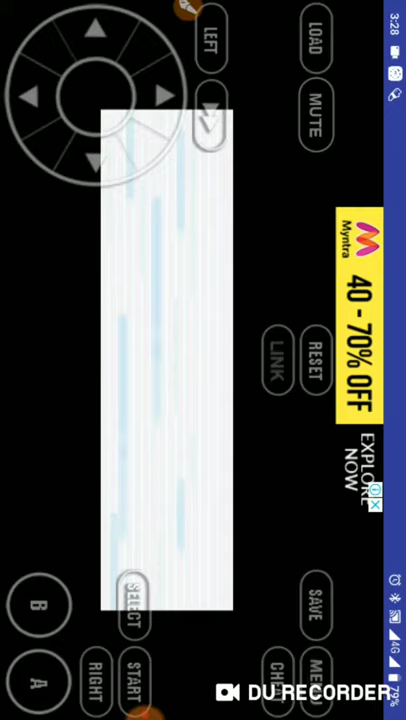 3:28
4G
79%
LEFT
LOAD
MUTE
Myntra
40 - 70% OFF
EXPLORE
NOW
RESET
LINK
SELECT
SAVE
B
A
RIGHT
START
MENU
DU RECORDER